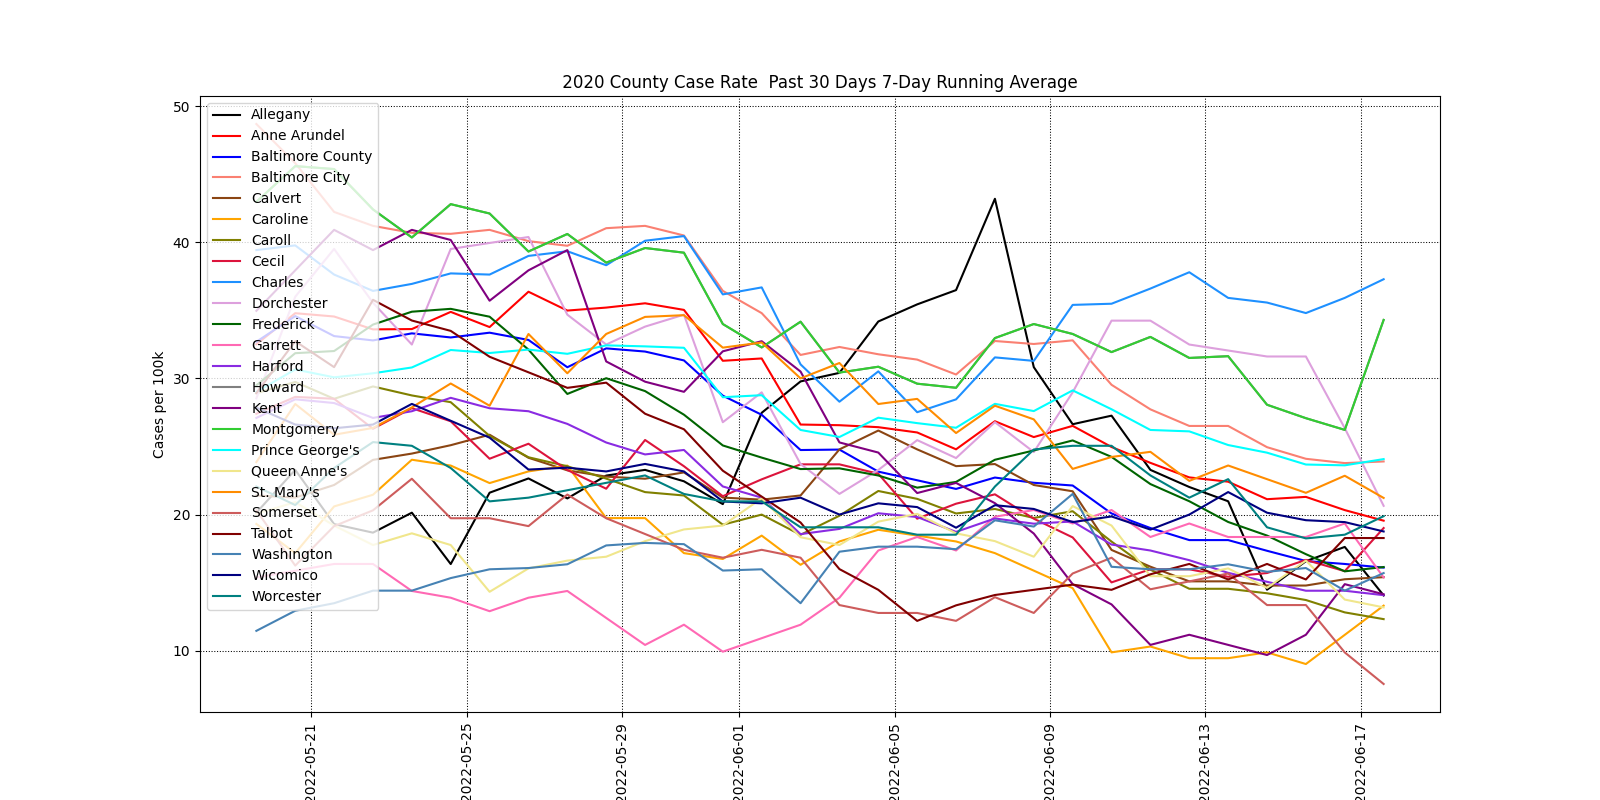 2020 County Case Rate  Past 30 Days 7-Day Running Average
Cases per 100k
50
40
30
20
10
Allegany
Anne Arundel
Baltimore County
Baltimore City
Calvert
Caroline
Caroll
Cecil
Charles
Dorchester
Frederick
Garrett
Harford
Howard
Kent
Montgomery
Prince George's
Queen Anne's
St. Mary's
Somerset
Talbot
Washington
Wicomico
Worcester
2022-05-21
2022-05-25
2022-05-29
2022-06-01
2022-06-05
2022-06-09
2022-06-13
2022-06-17